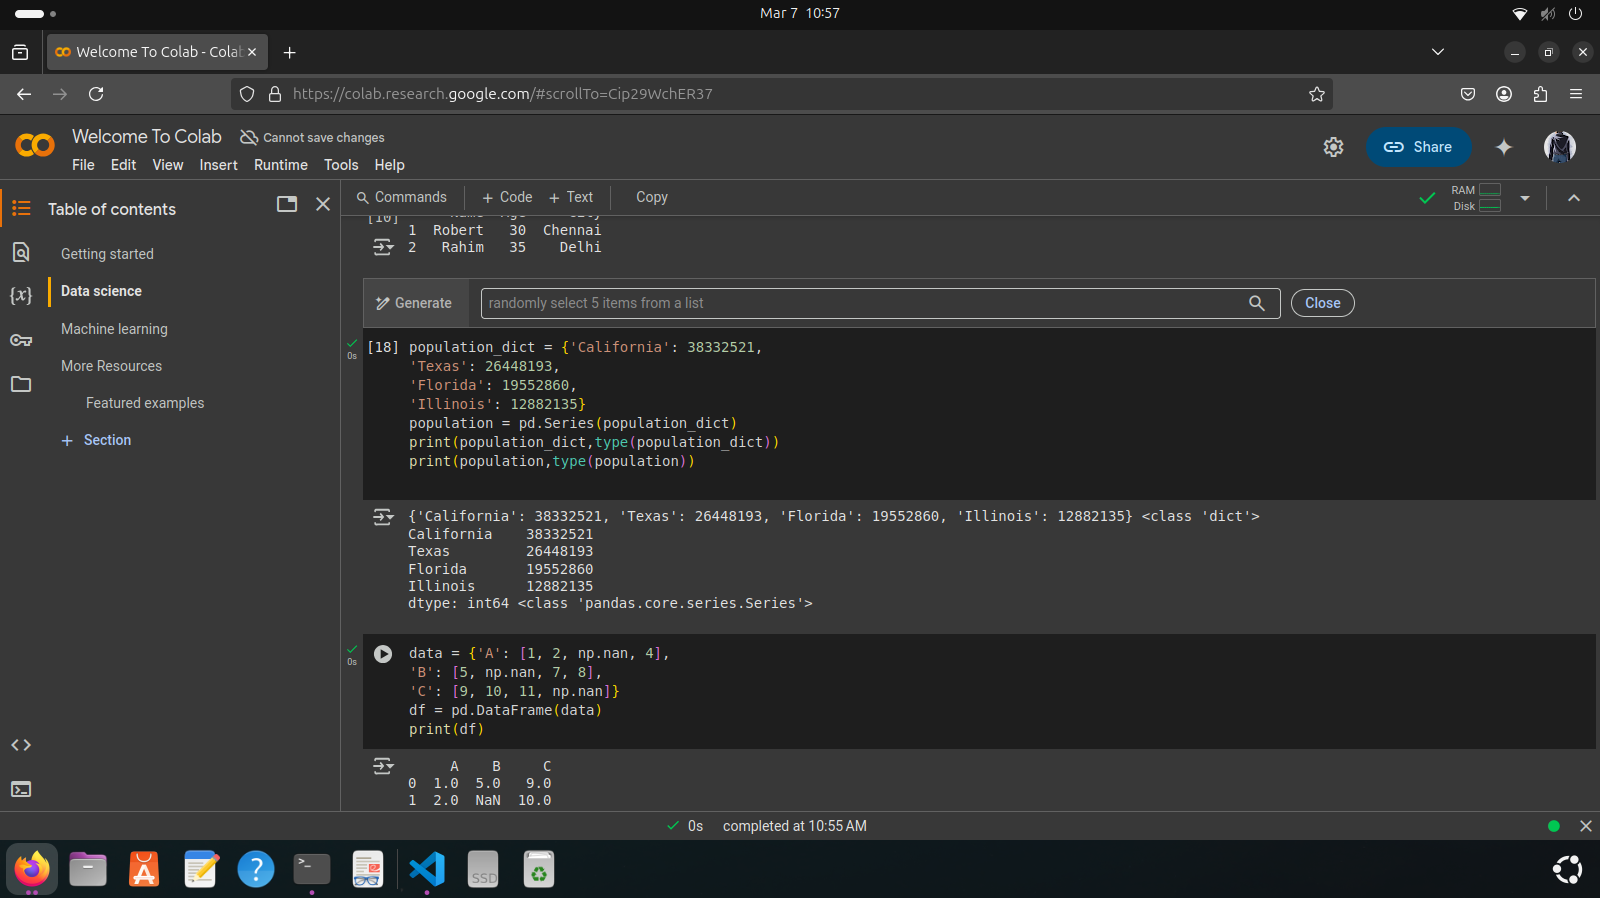 Mar 7 10:57
Welcome To Colab - Colab
https://colab.research.google.com/#scrollTo=Cip29WchER37
Welcome To Colab
Cannot save changes
File Edit View Insert Runtime Tools Help
Share
Table of contents
Getting started
Data science
Machine learning
More Resources
Featured examples
+ Section
Commands + Code + Text Copy
RAM
Disk
[10]
1 Robert 30 Chennai
2 Rahim 35 Delhi
Generate
randomly select 5 items from a list
Close
0s
[18] population_dict = {'California': 38332521,
'Texas': 26448193,
'Florida': 19552860,
'Illinois': 12882135}
population = pd.Series(population_dict)
print(population_dict,type(population_dict))
print(population,type(population))
{'California': 38332521, 'Texas': 26448193, 'Florida': 19552860, 'Illinois': 12882135} <class 'dict'>
California 38332521
Texas 26448193
Florida 19552860
Illinois 12882135
dtype: int64 <class 'pandas.core.series.Series'>
0s
data = {'A': [1, 2, np.nan, 4],
'B': [5, np.nan, 7, 8],
'C': [9, 10, 11, np.nan]}
df = pd.DataFrame(data)
print(df)
A B C
0 1.0 5.0 9.0
1 2.0 NaN 10.0
0s completed at 10:55 AM
SSD